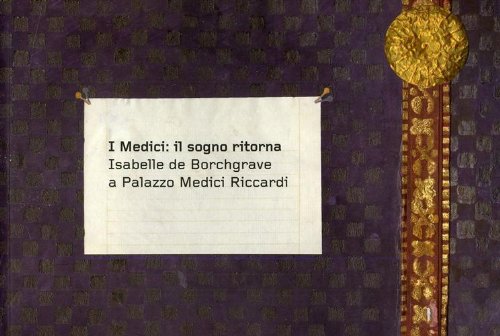 I Medici: il sogno ritorna
Isabelle de Borchgrave
a Palazzo Medici Riccardi